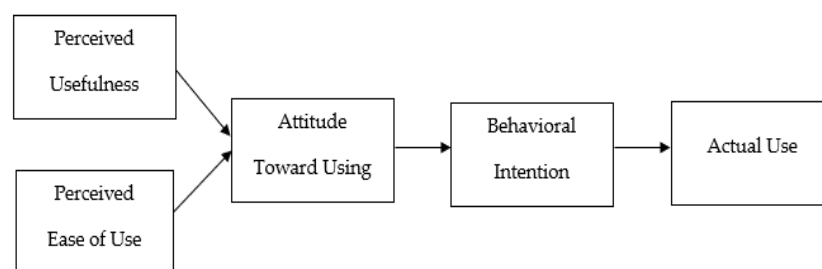 Perceived
Usefulness
Perceived
Ease of Use
Attitude
Toward Using
Behavioral
Intention
Actual Use